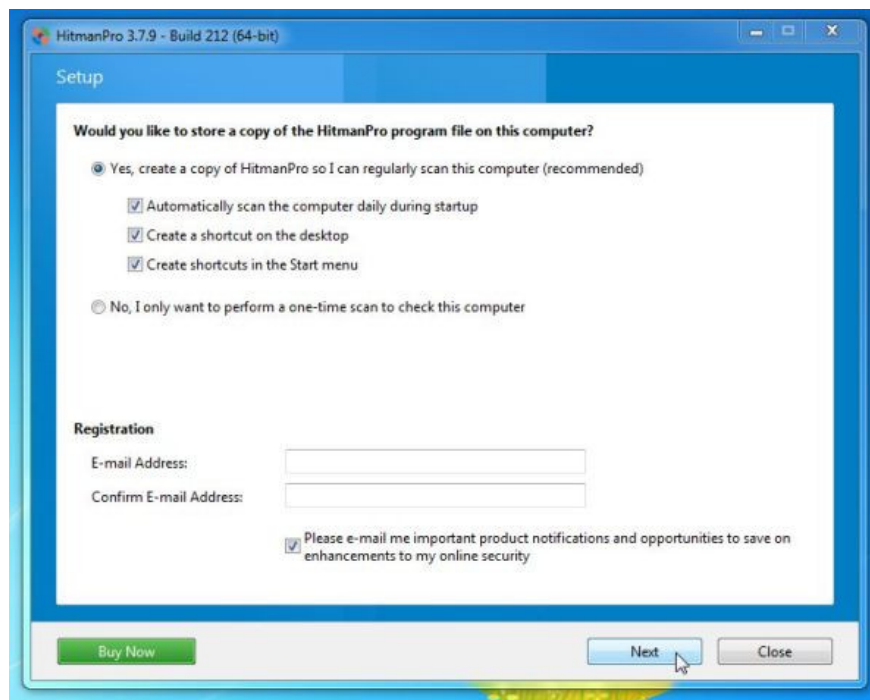 HitmanPro 3.7.9 - Build 212 (64-bit)
Setup
Would you like to store a copy of the HitmanPro program file on this computer?
Yes, create a copy of HitmanPro so I can regularly scan this computer (recommended)
Automatically scan the computer daily during startup
Create a shortcut on the desktop
Create shortcuts in the Start menu
No, I only want to perform a one-time scan to check this computer
Registration
E-mail Address:
Confirm E-mail Address:
Please e-mail me important product notifications and opportunities to save on
enhancements to my online security
Buy Now
Next
Close